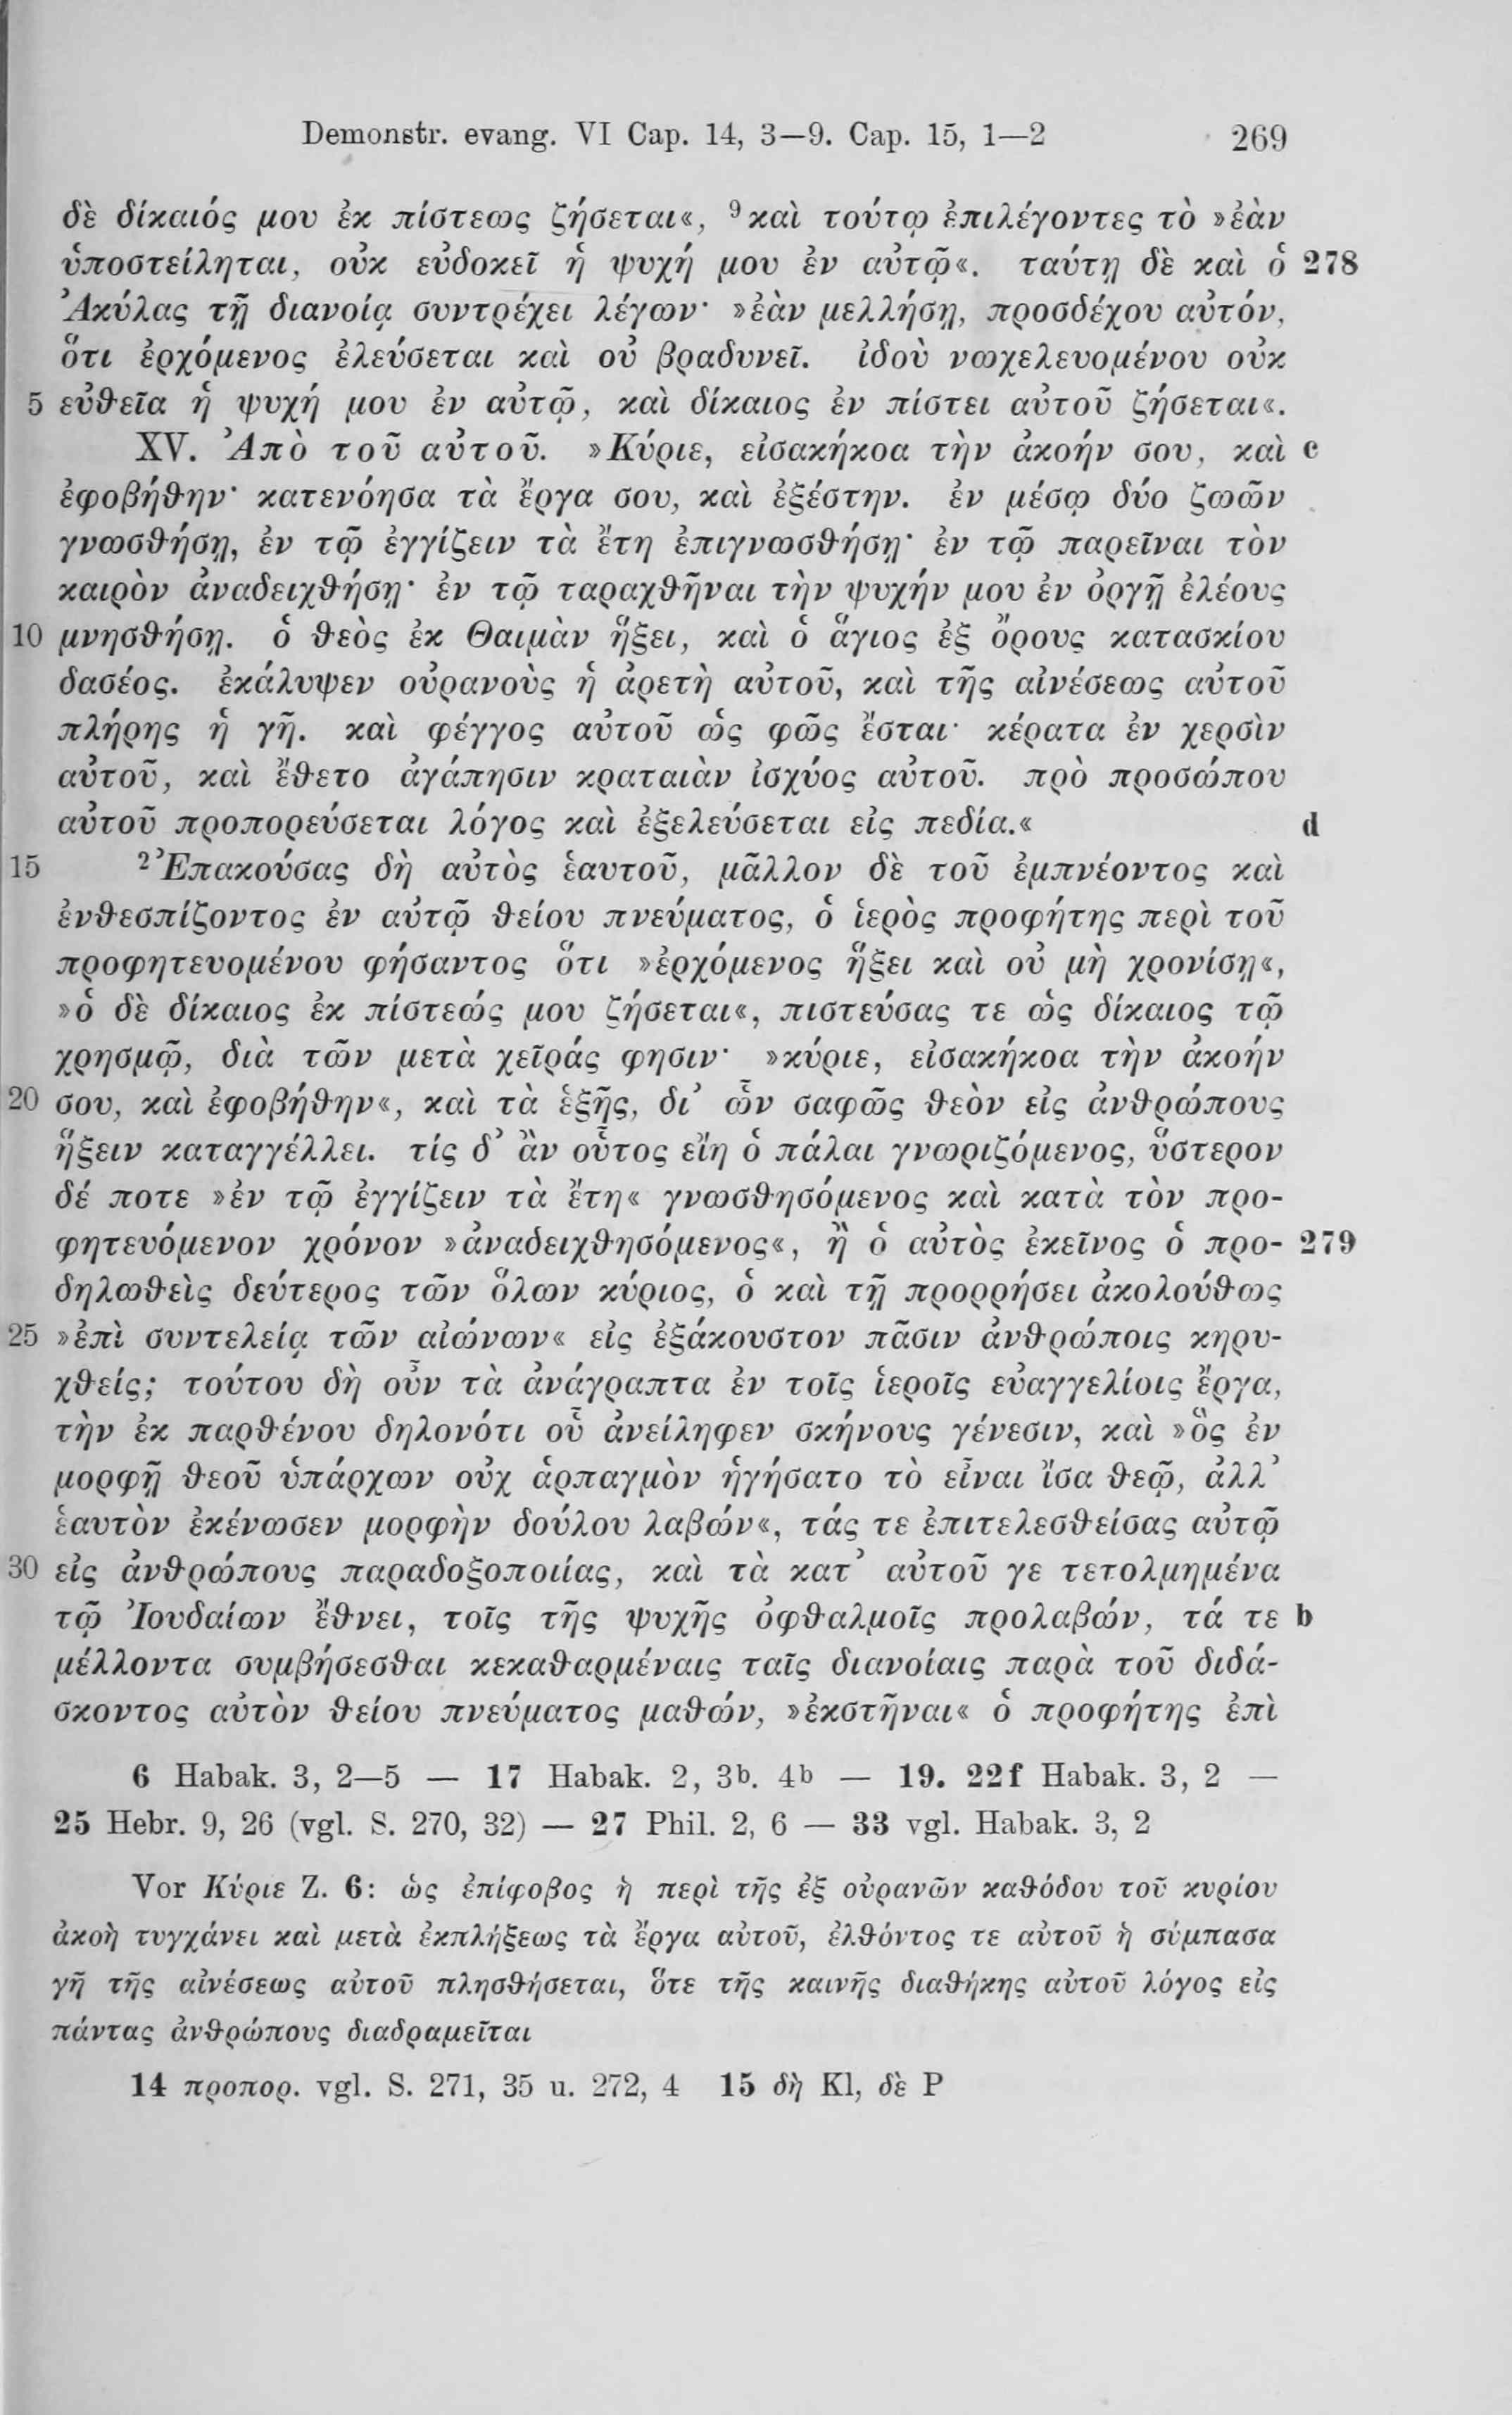 Demonstr. evang. VI Cap. 14, 3—9. Cap. 15, 1—2 269
δὲ δίκαιός μου ἐκ πίστεως ζήσεται«, ⁹καὶ τούτῳ ἐπιλέγοντες τὸ »ἐὰν
ὑποστείληται, οὐκ εὐδοκεῖ ἡ ψυχή μου ἐν αὐτῷ«. ταύτῃ δὲ καὶ ὁ 278
Ἀκύλας τῇ διανοίᾳ συντρέχει λέγων· »ἐὰν μελλήσῃ, προσδέχου αὐτόν,
ὅτι ἐρχόμενος ἐλεύσεται καὶ οὐ βραδυνεῖ. ἰδοὺ νωχελευομένου οὐκ
5 εὐθεῖα ἡ ψυχή μου ἐν αὐτῷ, καὶ δίκαιος ἐν πίστει αὐτοῦ ζήσεται«.
XV. Ἀπὸ τοῦ αὐτοῦ. »Κύριε, εἰσακήκοα τὴν ἀκοήν σου, καὶ c
ἐφοβήθην· κατενόησα τὰ ἔργα σου, καὶ ἐξέστην. ἐν μέσῳ δύο ζωῶν
γνωσθήσῃ, ἐν τῷ ἐγγίζειν τὰ ἔτη ἐπιγνωσθήσῃ· ἐν τῷ παρεῖναι τὸν
καιρὸν ἀναδειχθήσῃ· ἐν τῷ ταραχθῆναι τὴν ψυχήν μου ἐν ὀργῇ ἐλέους
10 μνησθήσῃ. ὁ θεὸς ἐκ Θαιμὰν ἥξει, καὶ ὁ ἅγιος ἐξ ὄρους κατασκίου
δασέος. ἐκάλυψεν οὐρανοὺς ἡ ἀρετὴ αὐτοῦ, καὶ τῆς αἰνέσεως αὐτοῦ
πλήρης ἡ γῆ. καὶ φέγγος αὐτοῦ ὡς φῶς ἔσται· κέρατα ἐν χερσὶν
αὐτοῦ, καὶ ἔθετο ἀγάπησιν κραταιὰν ἰσχύος αὐτοῦ. πρὸ προσώπου
αὐτοῦ προπορεύσεται λόγος καὶ ἐξελεύσεται εἰς πεδία.« d
15 ²Ἐπακούσας δὴ αὐτὸς ἑαυτοῦ, μᾶλλον δὲ τοῦ ἐμπνέοντος καὶ
ἐνθεσπίζοντος ἐν αὐτῷ θείου πνεύματος, ὁ ἱερὸς προφήτης περὶ τοῦ
προφητευομένου φήσαντος ὅτι »ἐρχόμενος ἥξει καὶ οὐ μὴ χρονίσῃ«,
»ὁ δὲ δίκαιος ἐκ πίστεώς μου ζήσεται«, πιστεύσας τε ὡς δίκαιος τῷ
χρησμῷ, διὰ τῶν μετὰ χεῖράς φησιν· »κύριε, εἰσακήκοα τὴν ἀκοήν
20 σου, καὶ ἐφοβήθην«, καὶ τὰ ἑξῆς, δι᾽ ὧν σαφῶς θεὸν εἰς ἀνθρώπους
ἥξειν καταγγέλλει. τίς δ᾽ ἂν οὗτος εἴη ὁ πάλαι γνωριζόμενος, ὕστερον
δέ ποτε »ἐν τῷ ἐγγίζειν τὰ ἔτη« γνωσθησόμενος καὶ κατὰ τὸν προ-
φητευόμενον χρόνον »ἀναδειχθησόμενος«, ἢ ὁ αὐτὸς ἐκεῖνος ὁ προ- 279
δηλωθεὶς δεύτερος τῶν ὅλων κύριος, ὁ καὶ τῇ προρρήσει ἀκολούθως
25 »ἐπὶ συντελείᾳ τῶν αἰώνων« εἰς ἐξάκουστον πᾶσιν ἀνθρώποις κηρυ-
χθείς; τούτου δὴ οὖν τὰ ἀνάγραπτα ἐν τοῖς ἱεροῖς εὐαγγελίοις ἔργα,
τὴν ἐκ παρθένου δηλονότι οὗ ἀνείληφεν σκήνους γένεσιν, καὶ »ὃς ἐν
μορφῇ θεοῦ ὑπάρχων οὐχ ἁρπαγμὸν ἡγήσατο τὸ εἶναι ἴσα θεῷ, ἀλλ᾽
ἑαυτὸν ἐκένωσεν μορφὴν δούλου λαβών«, τάς τε ἐπιτελεσθείσας αὐτῷ
30 εἰς ἀνθρώπους παραδοξοποιίας, καὶ τὰ κατ᾽ αὐτοῦ γε τετολμημένα
τῷ Ἰουδαίων ἔθνει, τοῖς τῆς ψυχῆς ὀφθαλμοῖς προλαβών, τά τε b
μέλλοντα συμβήσεσθαι κεκαθαρμέναις ταῖς διανοίαις παρὰ τοῦ διδά-
σκοντος αὐτὸν θείου πνεύματος μαθών, »ἐκστῆναι« ὁ προφήτης ἐπὶ
6 Habak. 3, 2—5 — 17 Habak. 2, 3b. 4b — 19. 22f Habak. 3, 2 —
25 Hebr. 9, 26 (vgl. S. 270, 32) — 27 Phil. 2, 6 — 33 vgl. Habak. 3, 2
Vor Κύριε Z. 6: ὡς ἐπίφοβος ἡ περὶ τῆς ἐξ οὐρανῶν καθόδου τοῦ κυρίου
ἀκοὴ τυγχάνει καὶ μετὰ ἐκπλήξεως τὰ ἔργα αὐτοῦ, ἐλθόντος τε αὐτοῦ ἡ σύμπασα
γῆ τῆς αἰνέσεως αὐτοῦ πλησθήσεται, ὅτε τῆς καινῆς διαθήκης αὐτοῦ λόγος εἰς
πάντας ἀνθρώπους διαδραμεῖται
14 προπορ. vgl. S. 271, 35 u. 272, 4 15 δὴ Kl, δὲ P